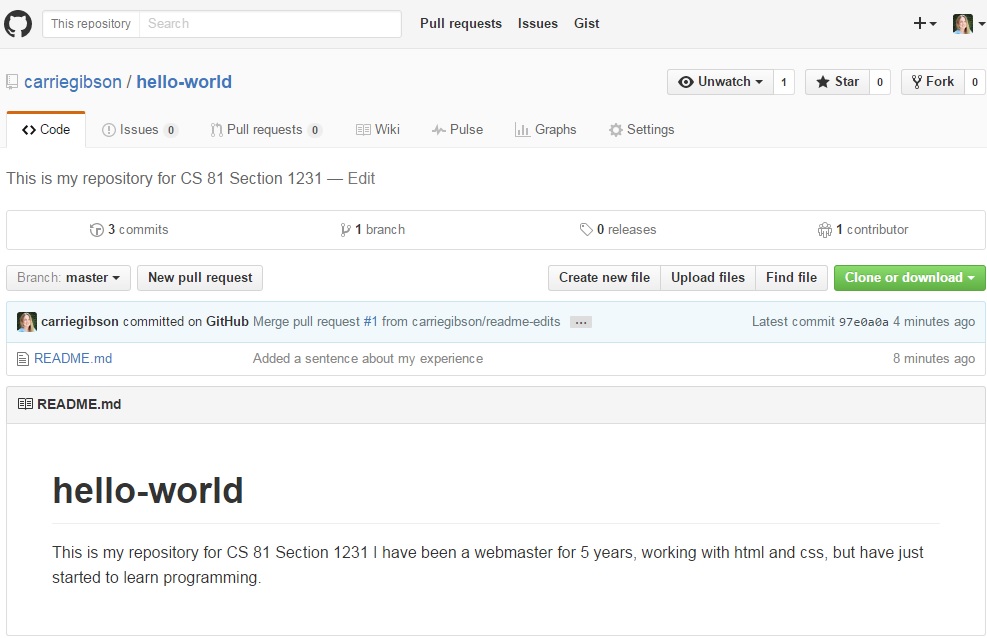 This repository Search Pull requests Issues Gist
carriegibson / hello-world Unwatch 1 Star 0 Fork 0
Code Issues 0 Pull requests 0 Wiki Pulse Graphs Settings
This is my repository for CS 81 Section 1231 — Edit
3 commits 1 branch 0 releases 1 contributor
Branch: master New pull request Create new file Upload files Find file Clone or download
carriegibson committed on GitHub Merge pull request #1 from carriegibson/readme-edits … Latest commit 97e0a0a 4 minutes ago
README.md Added a sentence about my experience 8 minutes ago
README.md
hello-world
This is my repository for CS 81 Section 1231 I have been a webmaster for 5 years, working with html and css, but have just
started to learn programming.